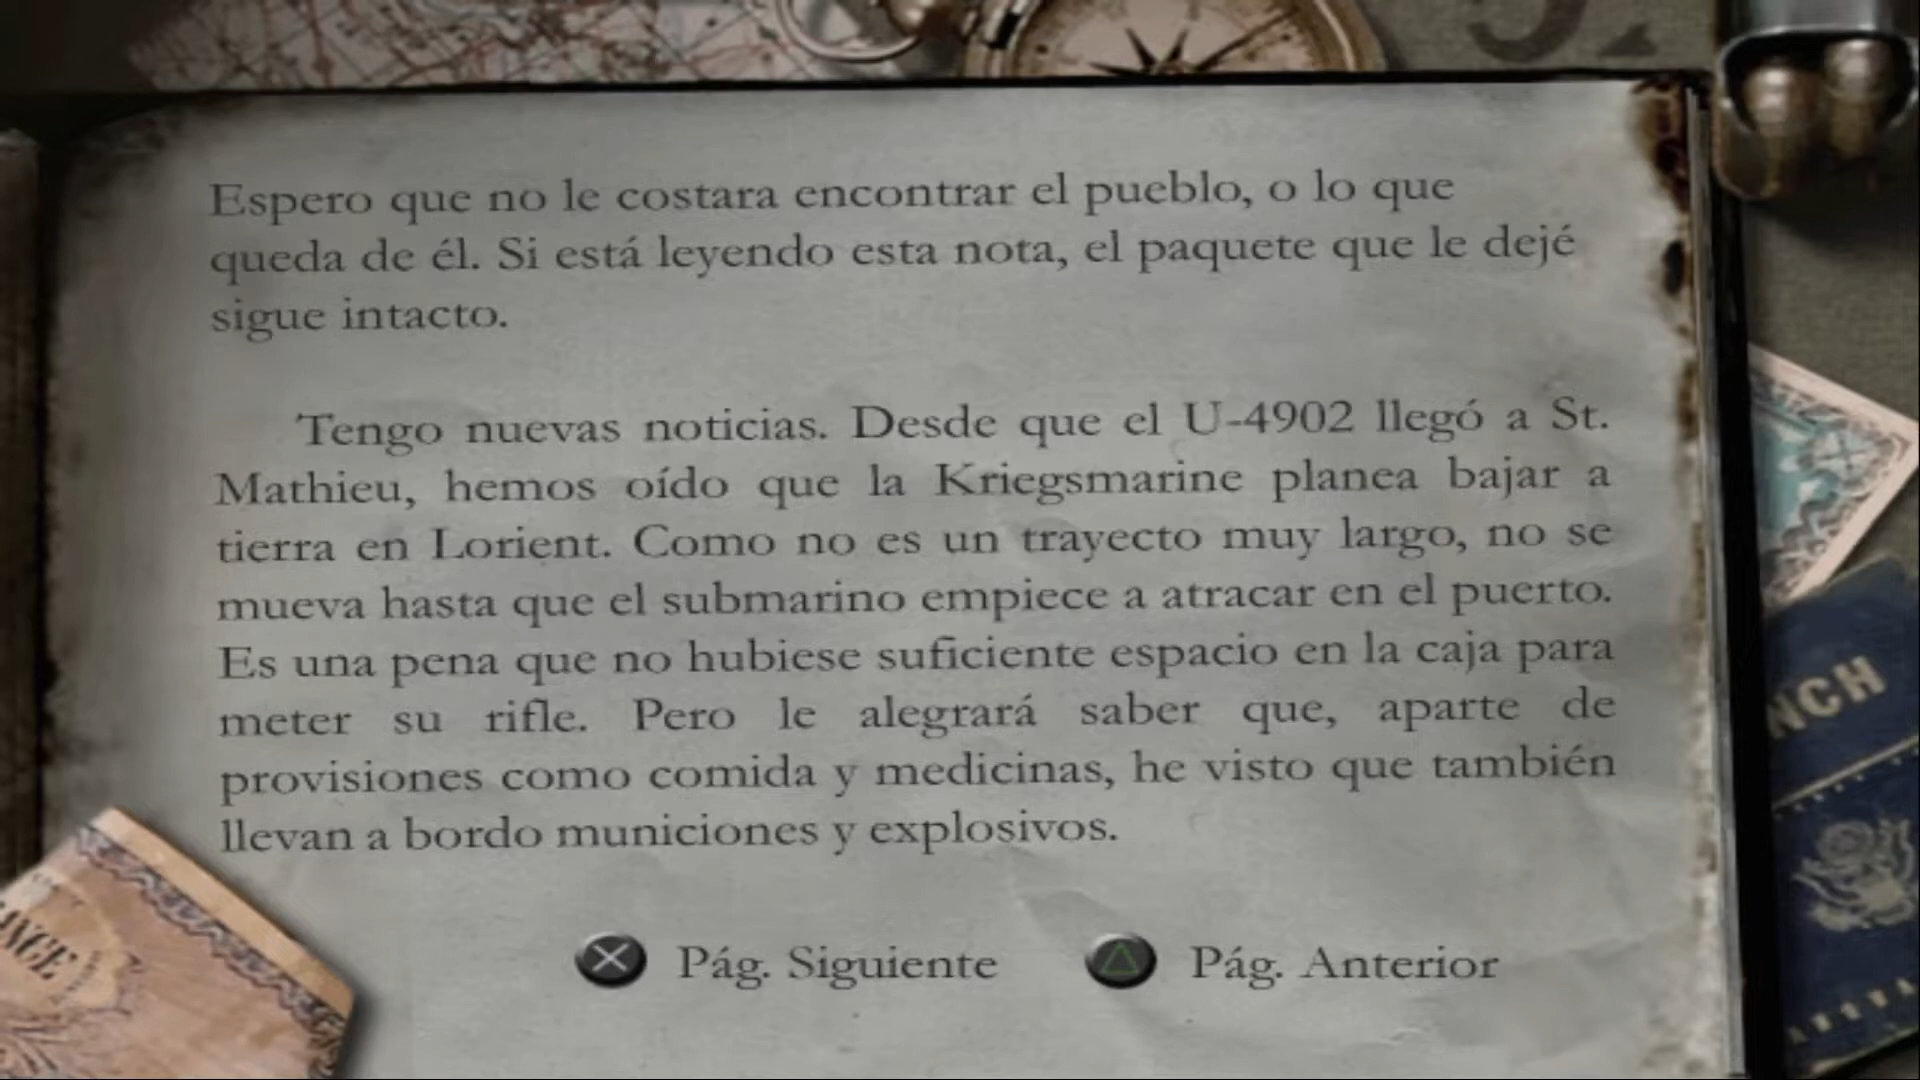 Espero que no le costara encontrar el pueblo, o lo que
queda de él. Si está leyendo esta nota, el paquete que le dejé
sigue intacto.
Tengo nuevas noticias. Desde que el U-4902 llegó a St.
Mathieu, hemos oído que la Kriegsmarine planea bajar a
tierra en Lorient. Como no es un trayecto muy largo, no se
mueva hasta que el submarino empiece a atracar en el puerto.
Es una pena que no hubiese suficiente espacio en la caja para
meter su rifle. Pero le alegrará saber que, aparte de
provisiones como comida y medicinas, he visto que también
llevan a bordo municiones y explosivos.
Pág. Siguiente Pág. Anterior
NCH